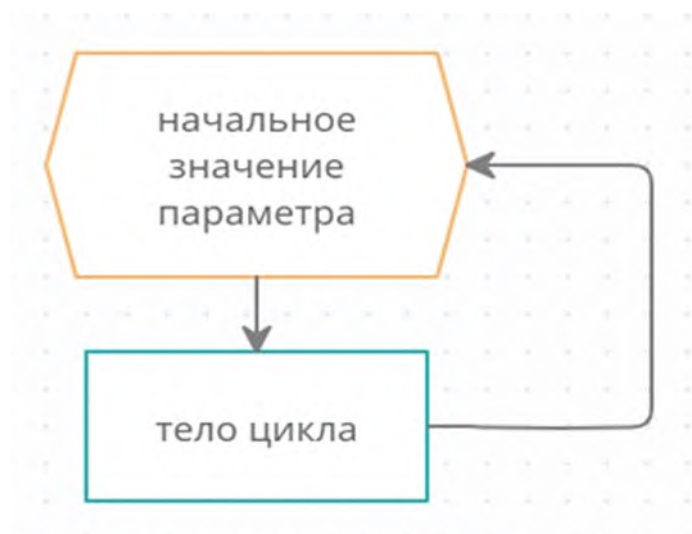 начальное
значение
параметра
тело цикла